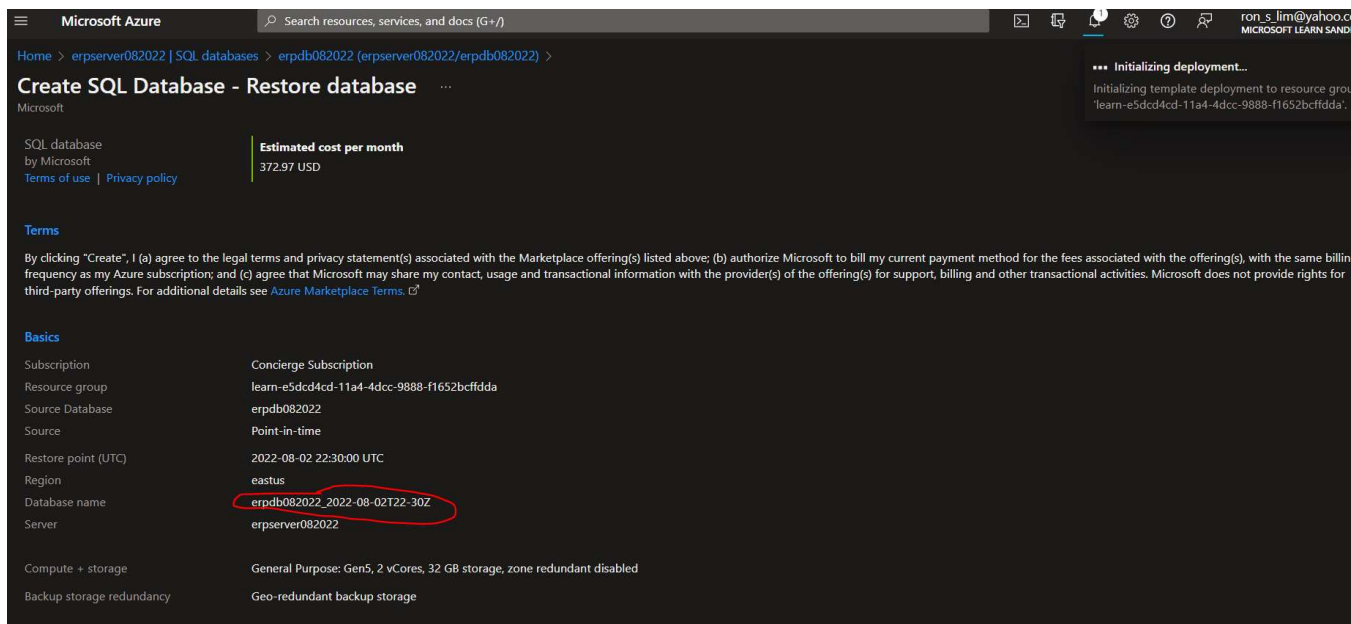 Microsoft Azure
Search resources, services, and docs (G+/)
1
ron_s_lim@yahoo.c
MICROSOFT LEARN SAND
Home > erpserver082022 | SQL databases > erpdb082022 (erpserver082022/erpdb082022) >
Create SQL Database - Restore database ...
Microsoft
Initializing deployment...
Initializing template deployment to resource grou
'learn-e5dcd4cd-11a4-4dcc-9888-f1652bcffdda'.
SQL database
by Microsoft
Terms of use | Privacy policy
Estimated cost per month
372.97 USD
Terms
By clicking "Create", I (a) agree to the legal terms and privacy statement(s) associated with the Marketplace offering(s) listed above; (b) authorize Microsoft to bill my current payment method for the fees associated with the offering(s), with the same billin
frequency as my Azure subscription; and (c) agree that Microsoft may share my contact, usage and transactional information with the provider(s) of the offering(s) for support, billing and other transactional activities. Microsoft does not provide rights for
third-party offerings. For additional details see Azure Marketplace Terms.
Basics
Subscription Concierge Subscription
Resource group learn-e5dcd4cd-11a4-4dcc-9888-f1652bcffdda
Source Database erpdb082022
Source Point-in-time
Restore point (UTC) 2022-08-02 22:30:00 UTC
Region eastus
Database name erpdb082022_2022-08-02T22-30Z
Server erpserver082022
Compute + storage General Purpose: Gen5, 2 vCores, 32 GB storage, zone redundant disabled
Backup storage redundancy Geo-redundant backup storage